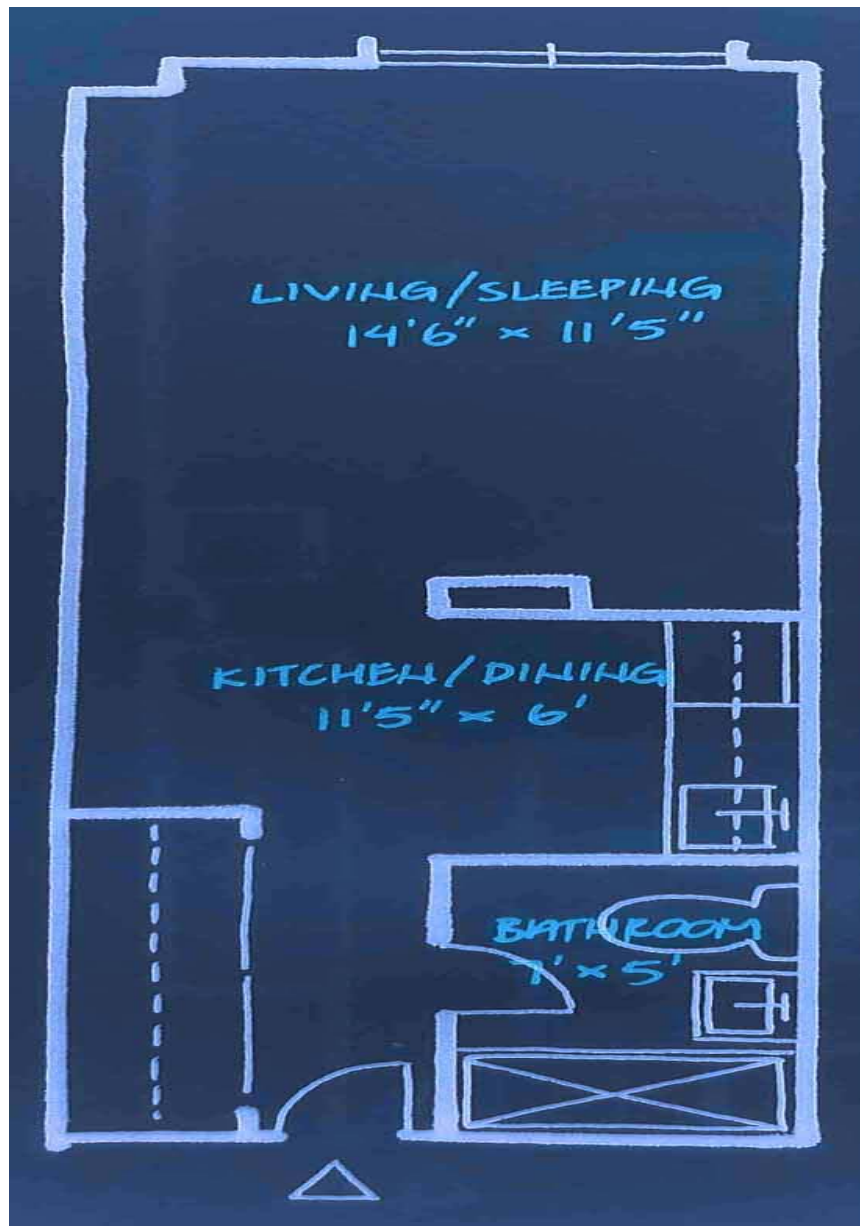 LIVING/SLEEPING
14'6" × 11'5"
KITCHEN/DINING
11'5" × 6'
BATHROOM
7' × 5'